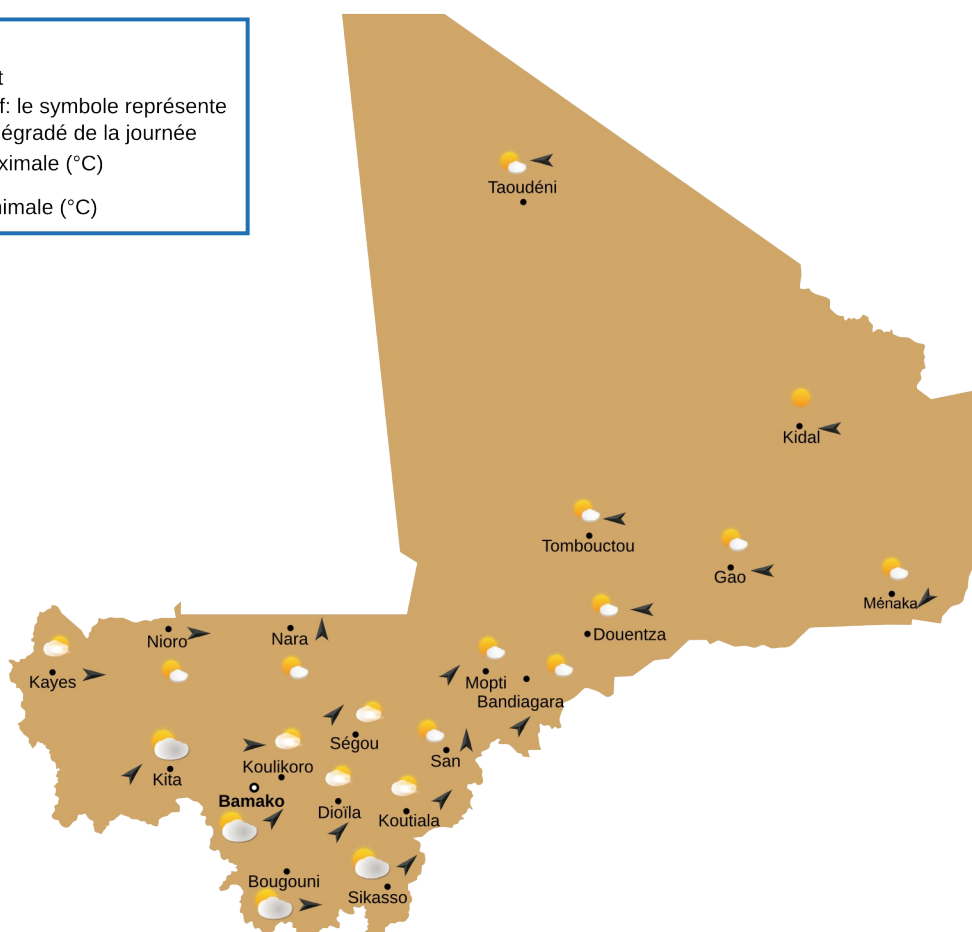 t
f: le symbole représente
égradé de la journée
ximale (°C)
nimale (°C)
Taoudéni
Kidal
Tombouctou
Gao
Ménaka
Douentza
Nioro
Nara
Kayes
Mopti
Bandiagara
Ségou
San
Kita
Koulikoro
Bamako
Dioïla
Koutiala
Bougouni
Sikasso